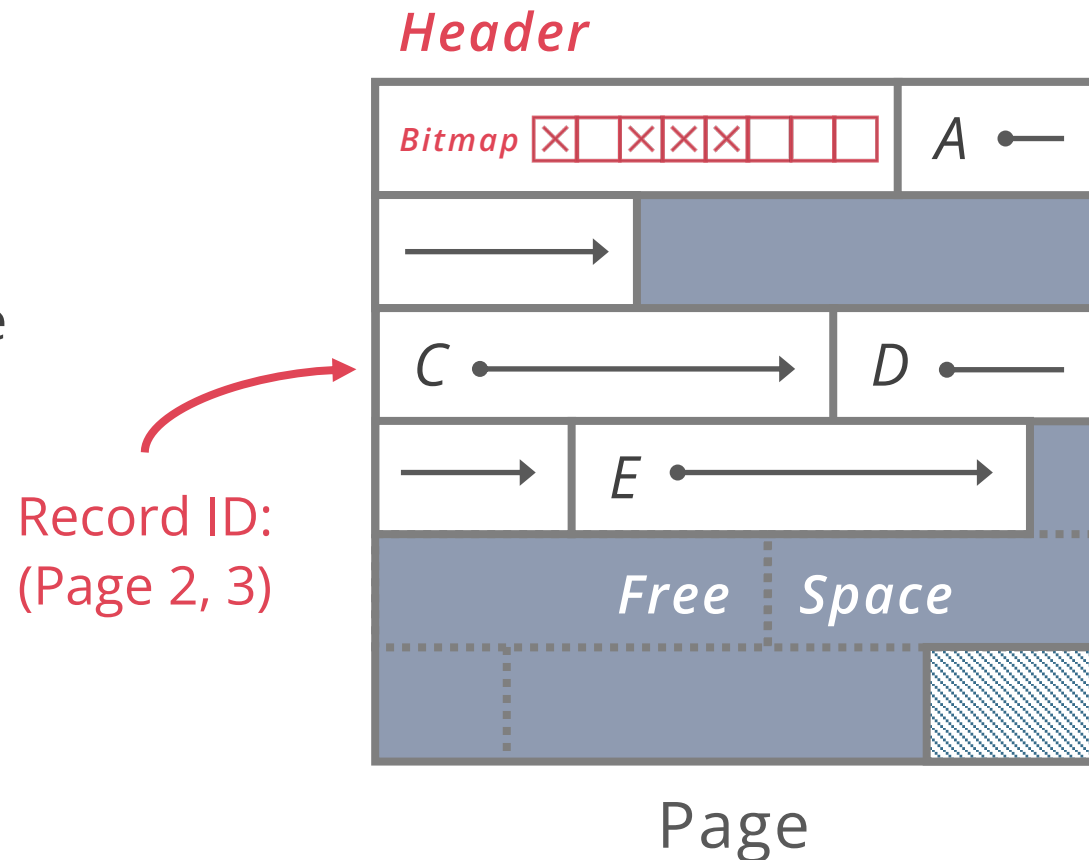 Header
Bitmap
A
C
D
Record ID:
(Page 2, 3)
E
Free Space
Page